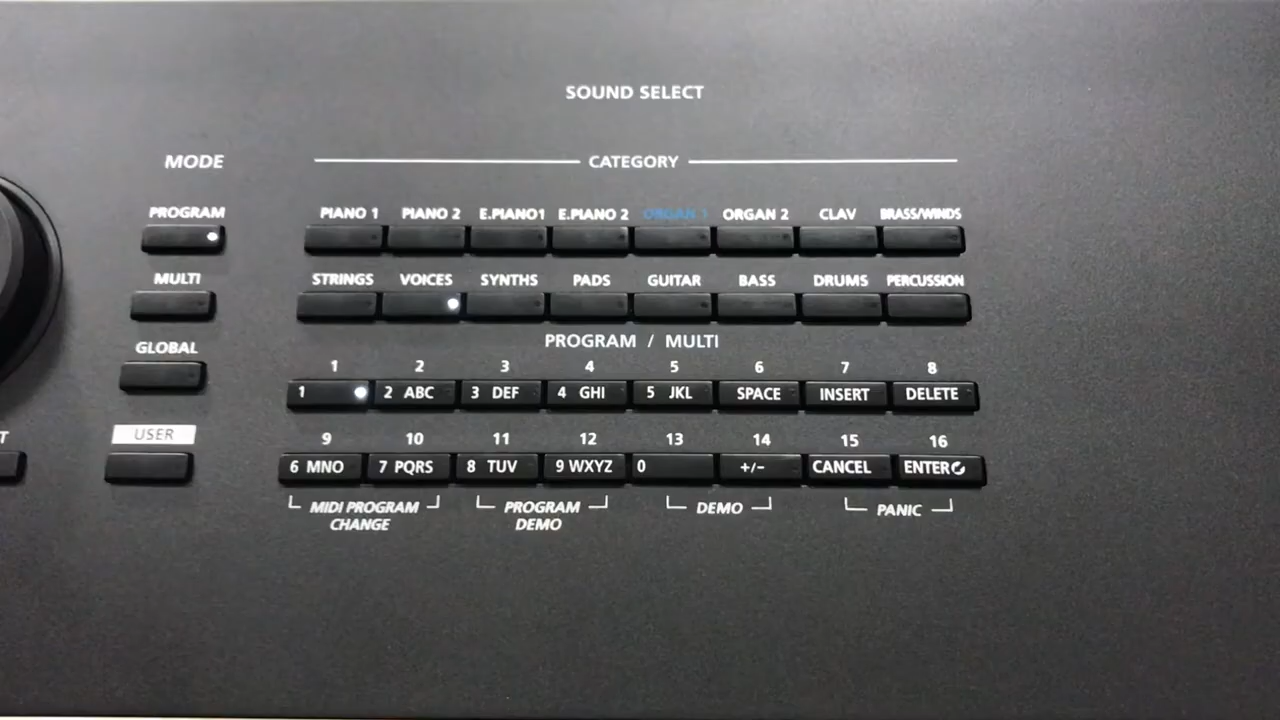 SOUND SELECT
MODE
CATEGORY
PROGRAM
PIANO 1 PIANO 2 E.PIANO1 E.PIANO 2 ORGAN 1 ORGAN 2 CLAV BRASS/WINDS
MULTI
STRINGS VOICES SYNTHS PADS GUITAR BASS DRUMS PERCUSSION
PROGRAM / MULTI
GLOBAL
1 2 3 4 5 6 7 8
1 2 ABC 3 DEF 4 GHI 5 JKL SPACE INSERT DELETE
USER
9 10 11 12 13 14 15 16
T
6 MNO 7 PQRS 8 TUV 9 WXYZ 0 +/− CANCEL ENTER
MIDI PROGRAM CHANGE
PROGRAM DEMO
DEMO
PANIC